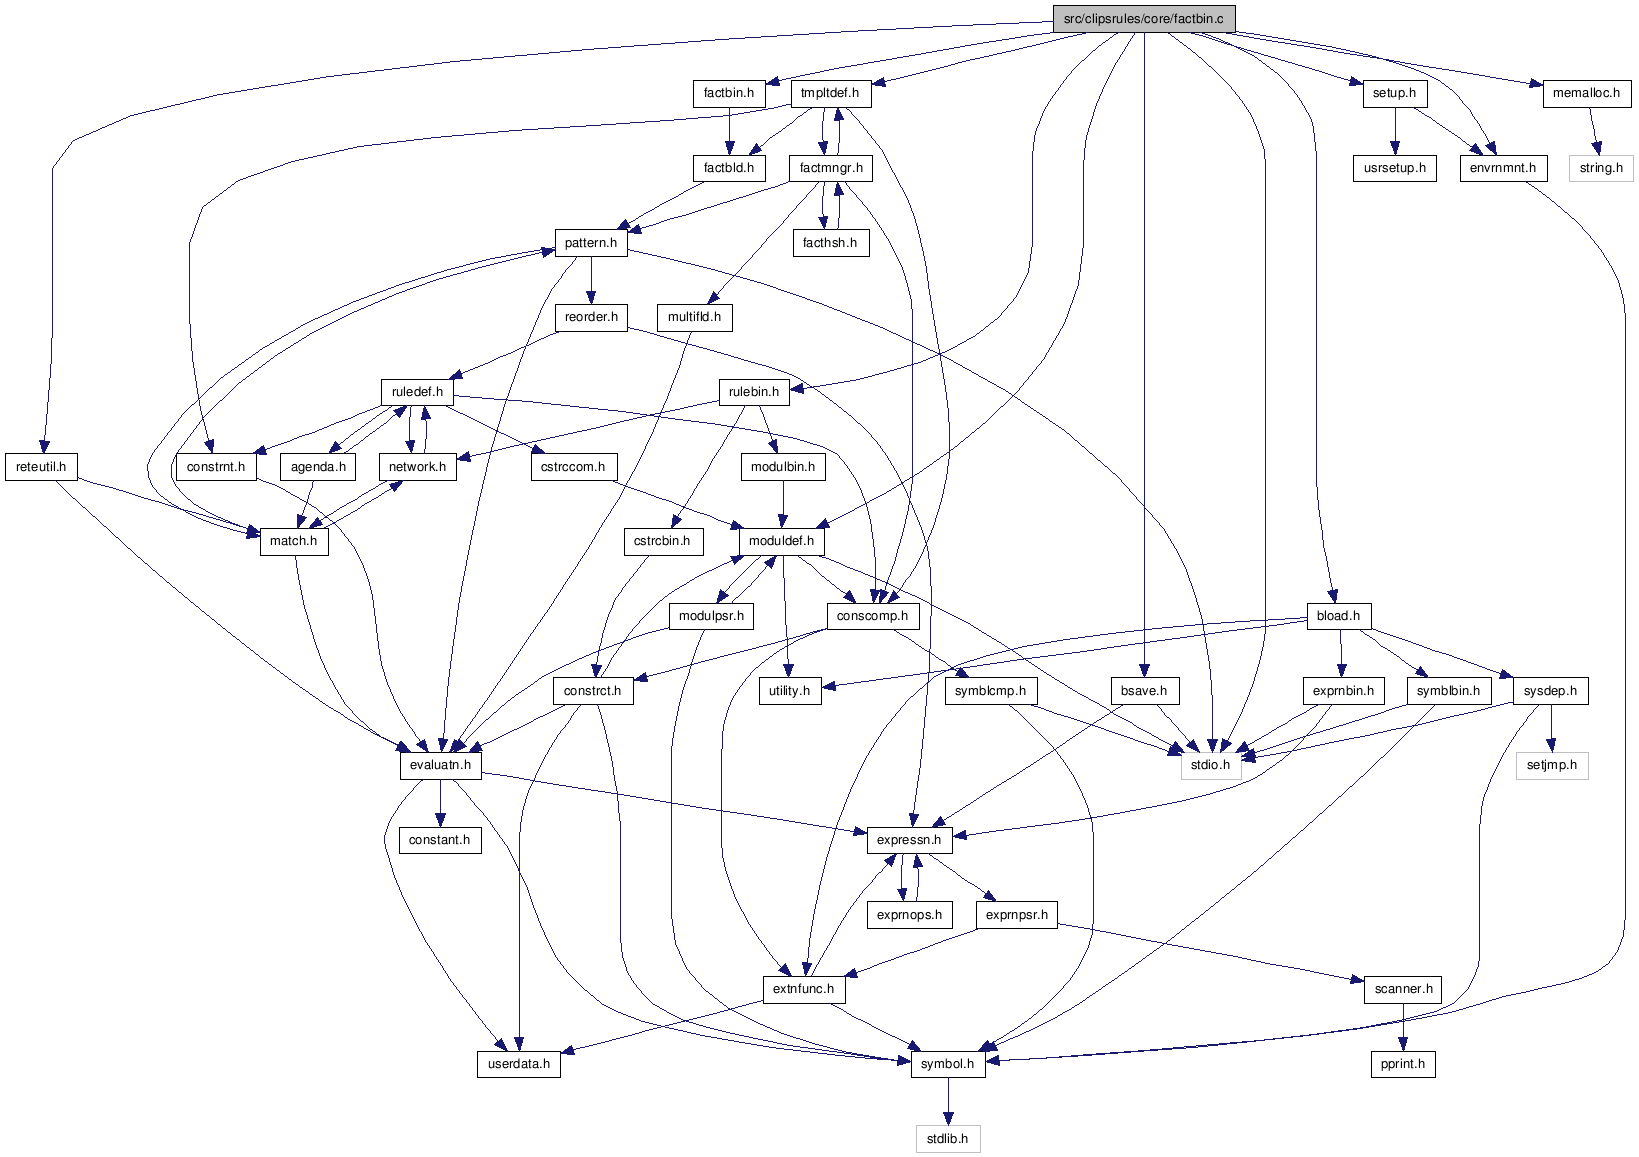 src/clipsrules/core/factbin.c
factbin.h
tmpltdef.h
setup.h
memalloc.h
factbld.h
factmngr.h
usrsetup.h
envrnmnt.h
string.h
pattern.h
facthsh.h
reorder.h
multifld.h
ruledef.h
rulebin.h
reteutil.h
constrnt.h
agenda.h
network.h
cstrccom.h
modulbin.h
match.h
cstrcbin.h
moduldef.h
modulpsr.h
conscomp.h
bload.h
constrct.h
utility.h
symblcmp.h
bsave.h
exprnbin.h
symblbin.h
sysdep.h
evaluatn.h
stdio.h
setjmp.h
constant.h
expressn.h
exprnops.h
exprnpsr.h
extnfunc.h
scanner.h
userdata.h
symbol.h
pprint.h
stdlib.h